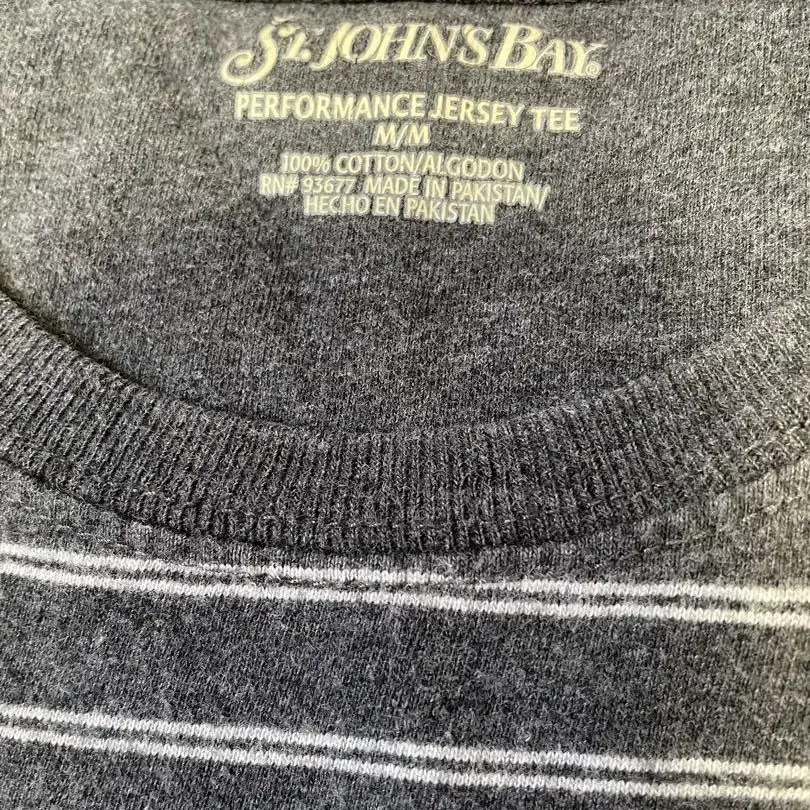 ST. JOHN'S BAY®
PERFORMANCE JERSEY TEE
M/M
100% COTTON/ALGODON
RN# 93677 MADE IN PAKISTAN/
HECHO EN PAKISTAN